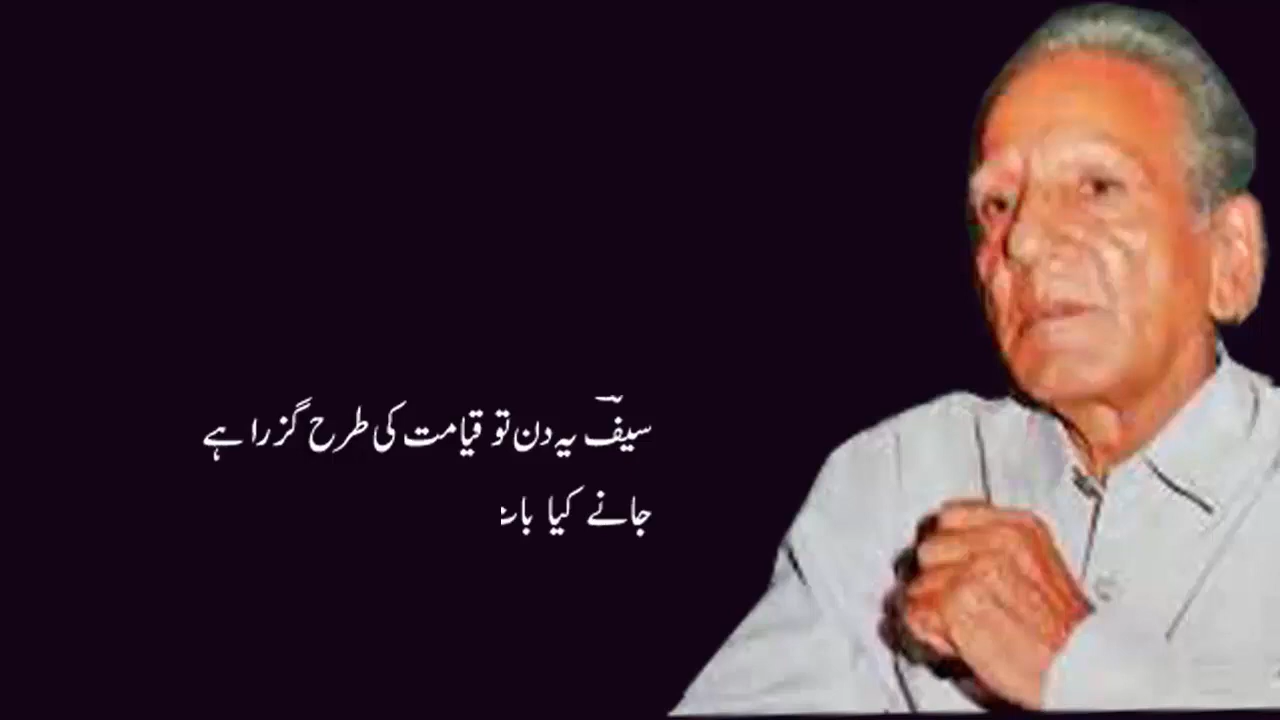 سیفؔ یہ دن تو قیامت کی طرح گزرا ہے
جانے کیا